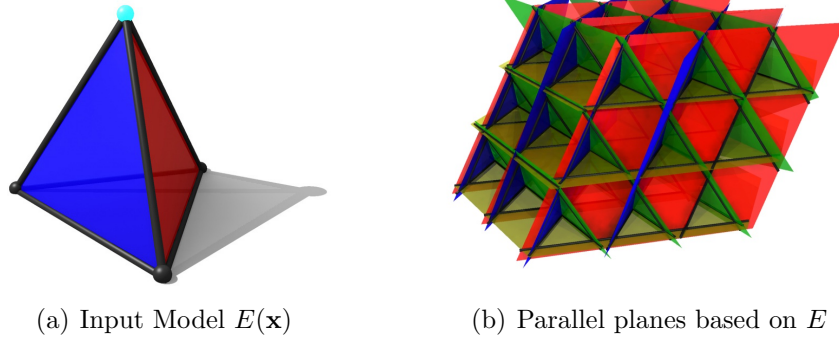 (a) Input Model E(x)
(b) Parallel planes based on E